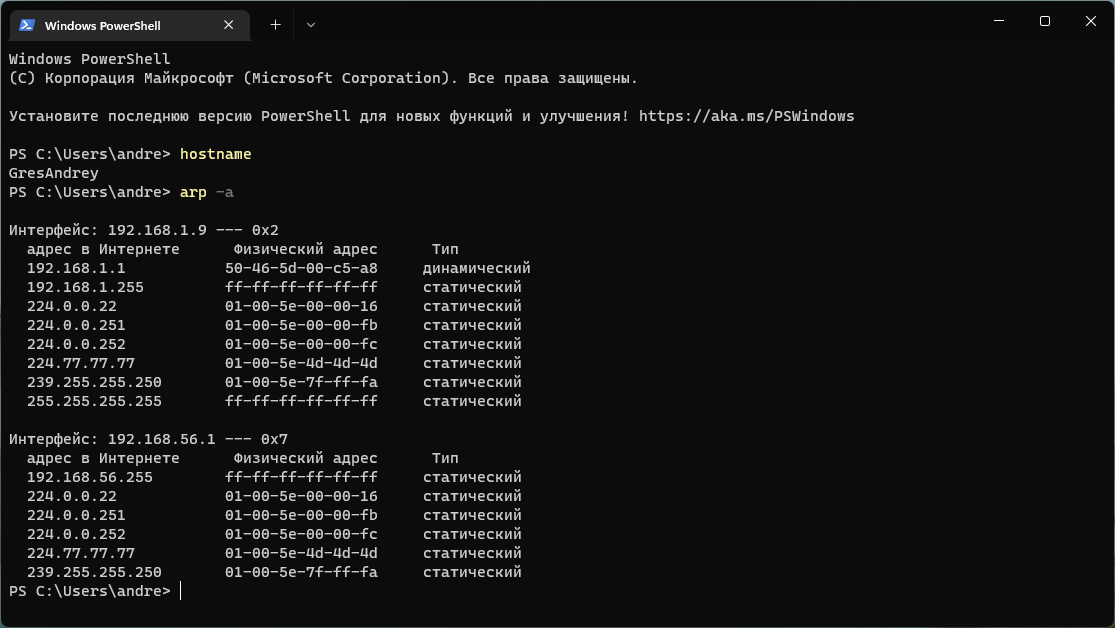 Windows PowerShell
Windows PowerShell
(C) Корпорация Майкрософт (Microsoft Corporation). Все права защищены.
Установите последнюю версию PowerShell для новых функций и улучшения! https://aka.ms/PSWindows
PS C:\Users\andre> hostname
GresAndrey
PS C:\Users\andre> arp -a
Интерфейс: 192.168.1.9 --- 0x2
адрес в Интернете Физический адрес Тип
192.168.1.1 50-46-5d-00-c5-a8 динамический
192.168.1.255 ff-ff-ff-ff-ff-ff статический
224.0.0.22 01-00-5e-00-00-16 статический
224.0.0.251 01-00-5e-00-00-fb статический
224.0.0.252 01-00-5e-00-00-fc статический
224.77.77.77 01-00-5e-4d-4d-4d статический
239.255.255.250 01-00-5e-7f-ff-fa статический
255.255.255.255 ff-ff-ff-ff-ff-ff статический
Интерфейс: 192.168.56.1 --- 0x7
адрес в Интернете Физический адрес Тип
192.168.56.255 ff-ff-ff-ff-ff-ff статический
224.0.0.22 01-00-5e-00-00-16 статический
224.0.0.251 01-00-5e-00-00-fb статический
224.0.0.252 01-00-5e-00-00-fc статический
224.77.77.77 01-00-5e-4d-4d-4d статический
239.255.255.250 01-00-5e-7f-ff-fa статический
PS C:\Users\andre>